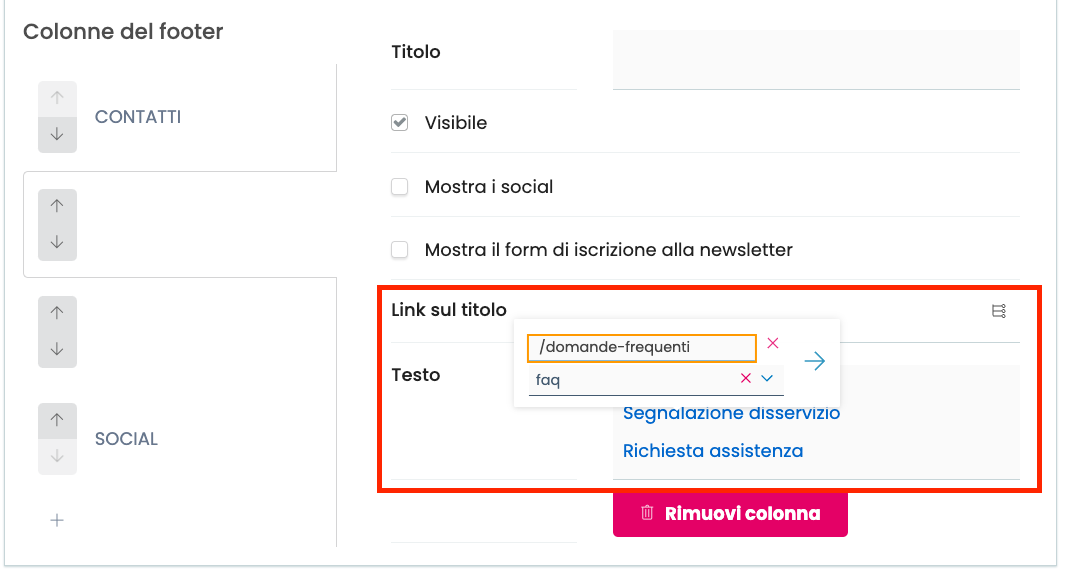 Colonne del footer
CONTATTI
SOCIAL
Titolo
Visibile
Mostra i social
Mostra il form di iscrizione alla newsletter
Link sul titolo
/domande-frequenti
faq
Testo
Segnalazione disservizio
Richiesta assistenza
Rimuovi colonna